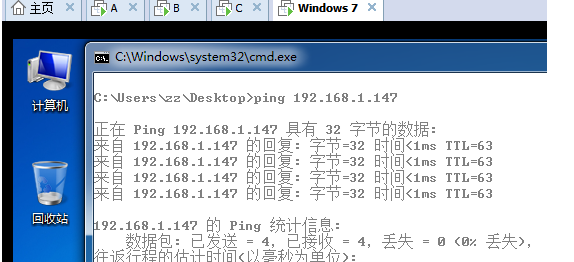 主页 A B C Windows 7
C:\Windows\system32\cmd.exe
计算机
C:\Users\zz\Desktop>ping 192.168.1.147
正在 Ping 192.168.1.147 具有 32 字节的数据:
来自 192.168.1.147 的回复: 字节=32 时间<1ms TTL=63
来自 192.168.1.147 的回复: 字节=32 时间<1ms TTL=63
来自 192.168.1.147 的回复: 字节=32 时间<1ms TTL=63
来自 192.168.1.147 的回复: 字节=32 时间<1ms TTL=63
回收站
192.168.1.147 的 Ping 统计信息:
数据包: 已发送 = 4, 已接收 = 4, 丢失 = 0 (0% 丢失),
往返行程的估计时间(以毫秒为单位):